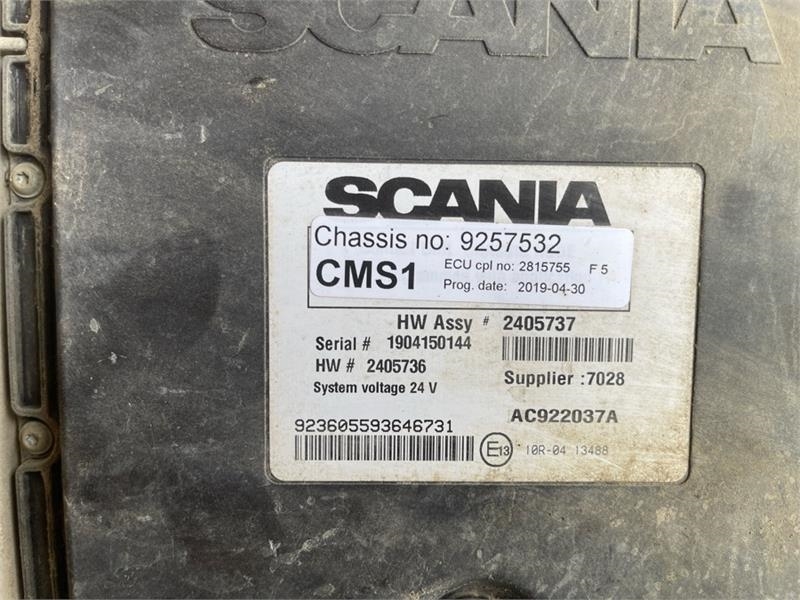 SCANIA
SCANIA
Chassis no: 9257532
CMS1 ECU cpl no: 2815755 F 5
Prog. date: 2019-04-30
HW Assy # 2405737
Serial # 1904150144
HW # 2405736
Supplier :7028
System voltage 24 V
AC922037A
923605593646731
E13 10R-04 13488